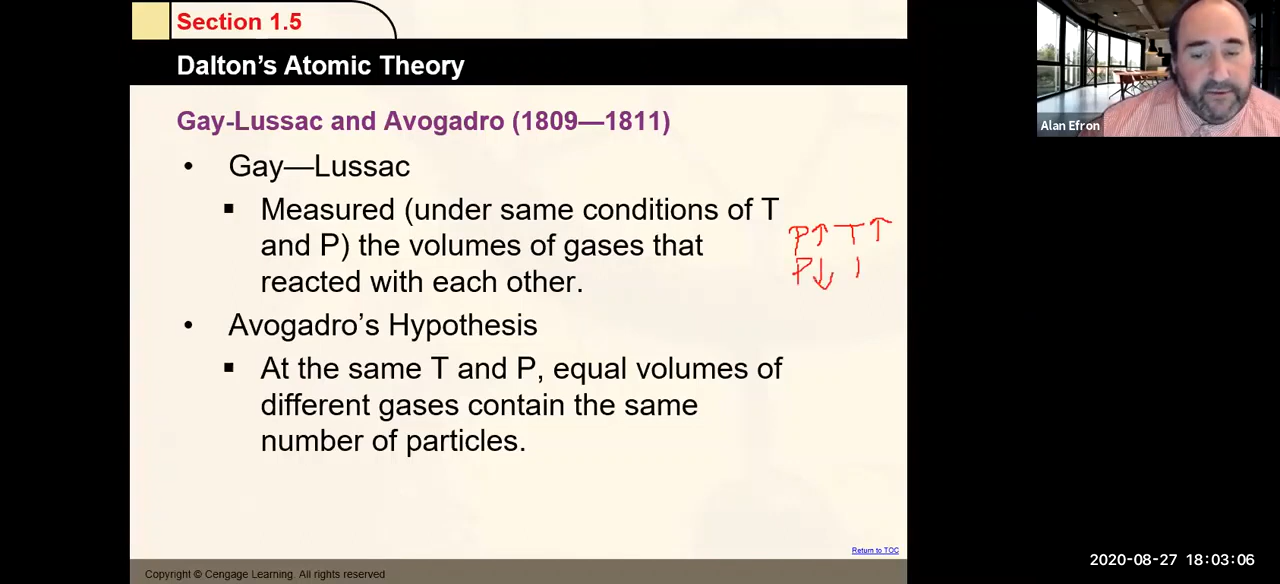 Section 1.5
Dalton's Atomic Theory
Gay-Lussac and Avogadro (1809—1811)
• Gay—Lussac
▪ Measured (under same conditions of T
and P) the volumes of gases that
reacted with each other.
P↑ T↑
P↓ I
• Avogadro's Hypothesis
▪ At the same T and P, equal volumes of
different gases contain the same
number of particles.
Return to TOC
Copyright © Cengage Learning. All rights reserved
Alan Efron
2020-08-27 18:03:06